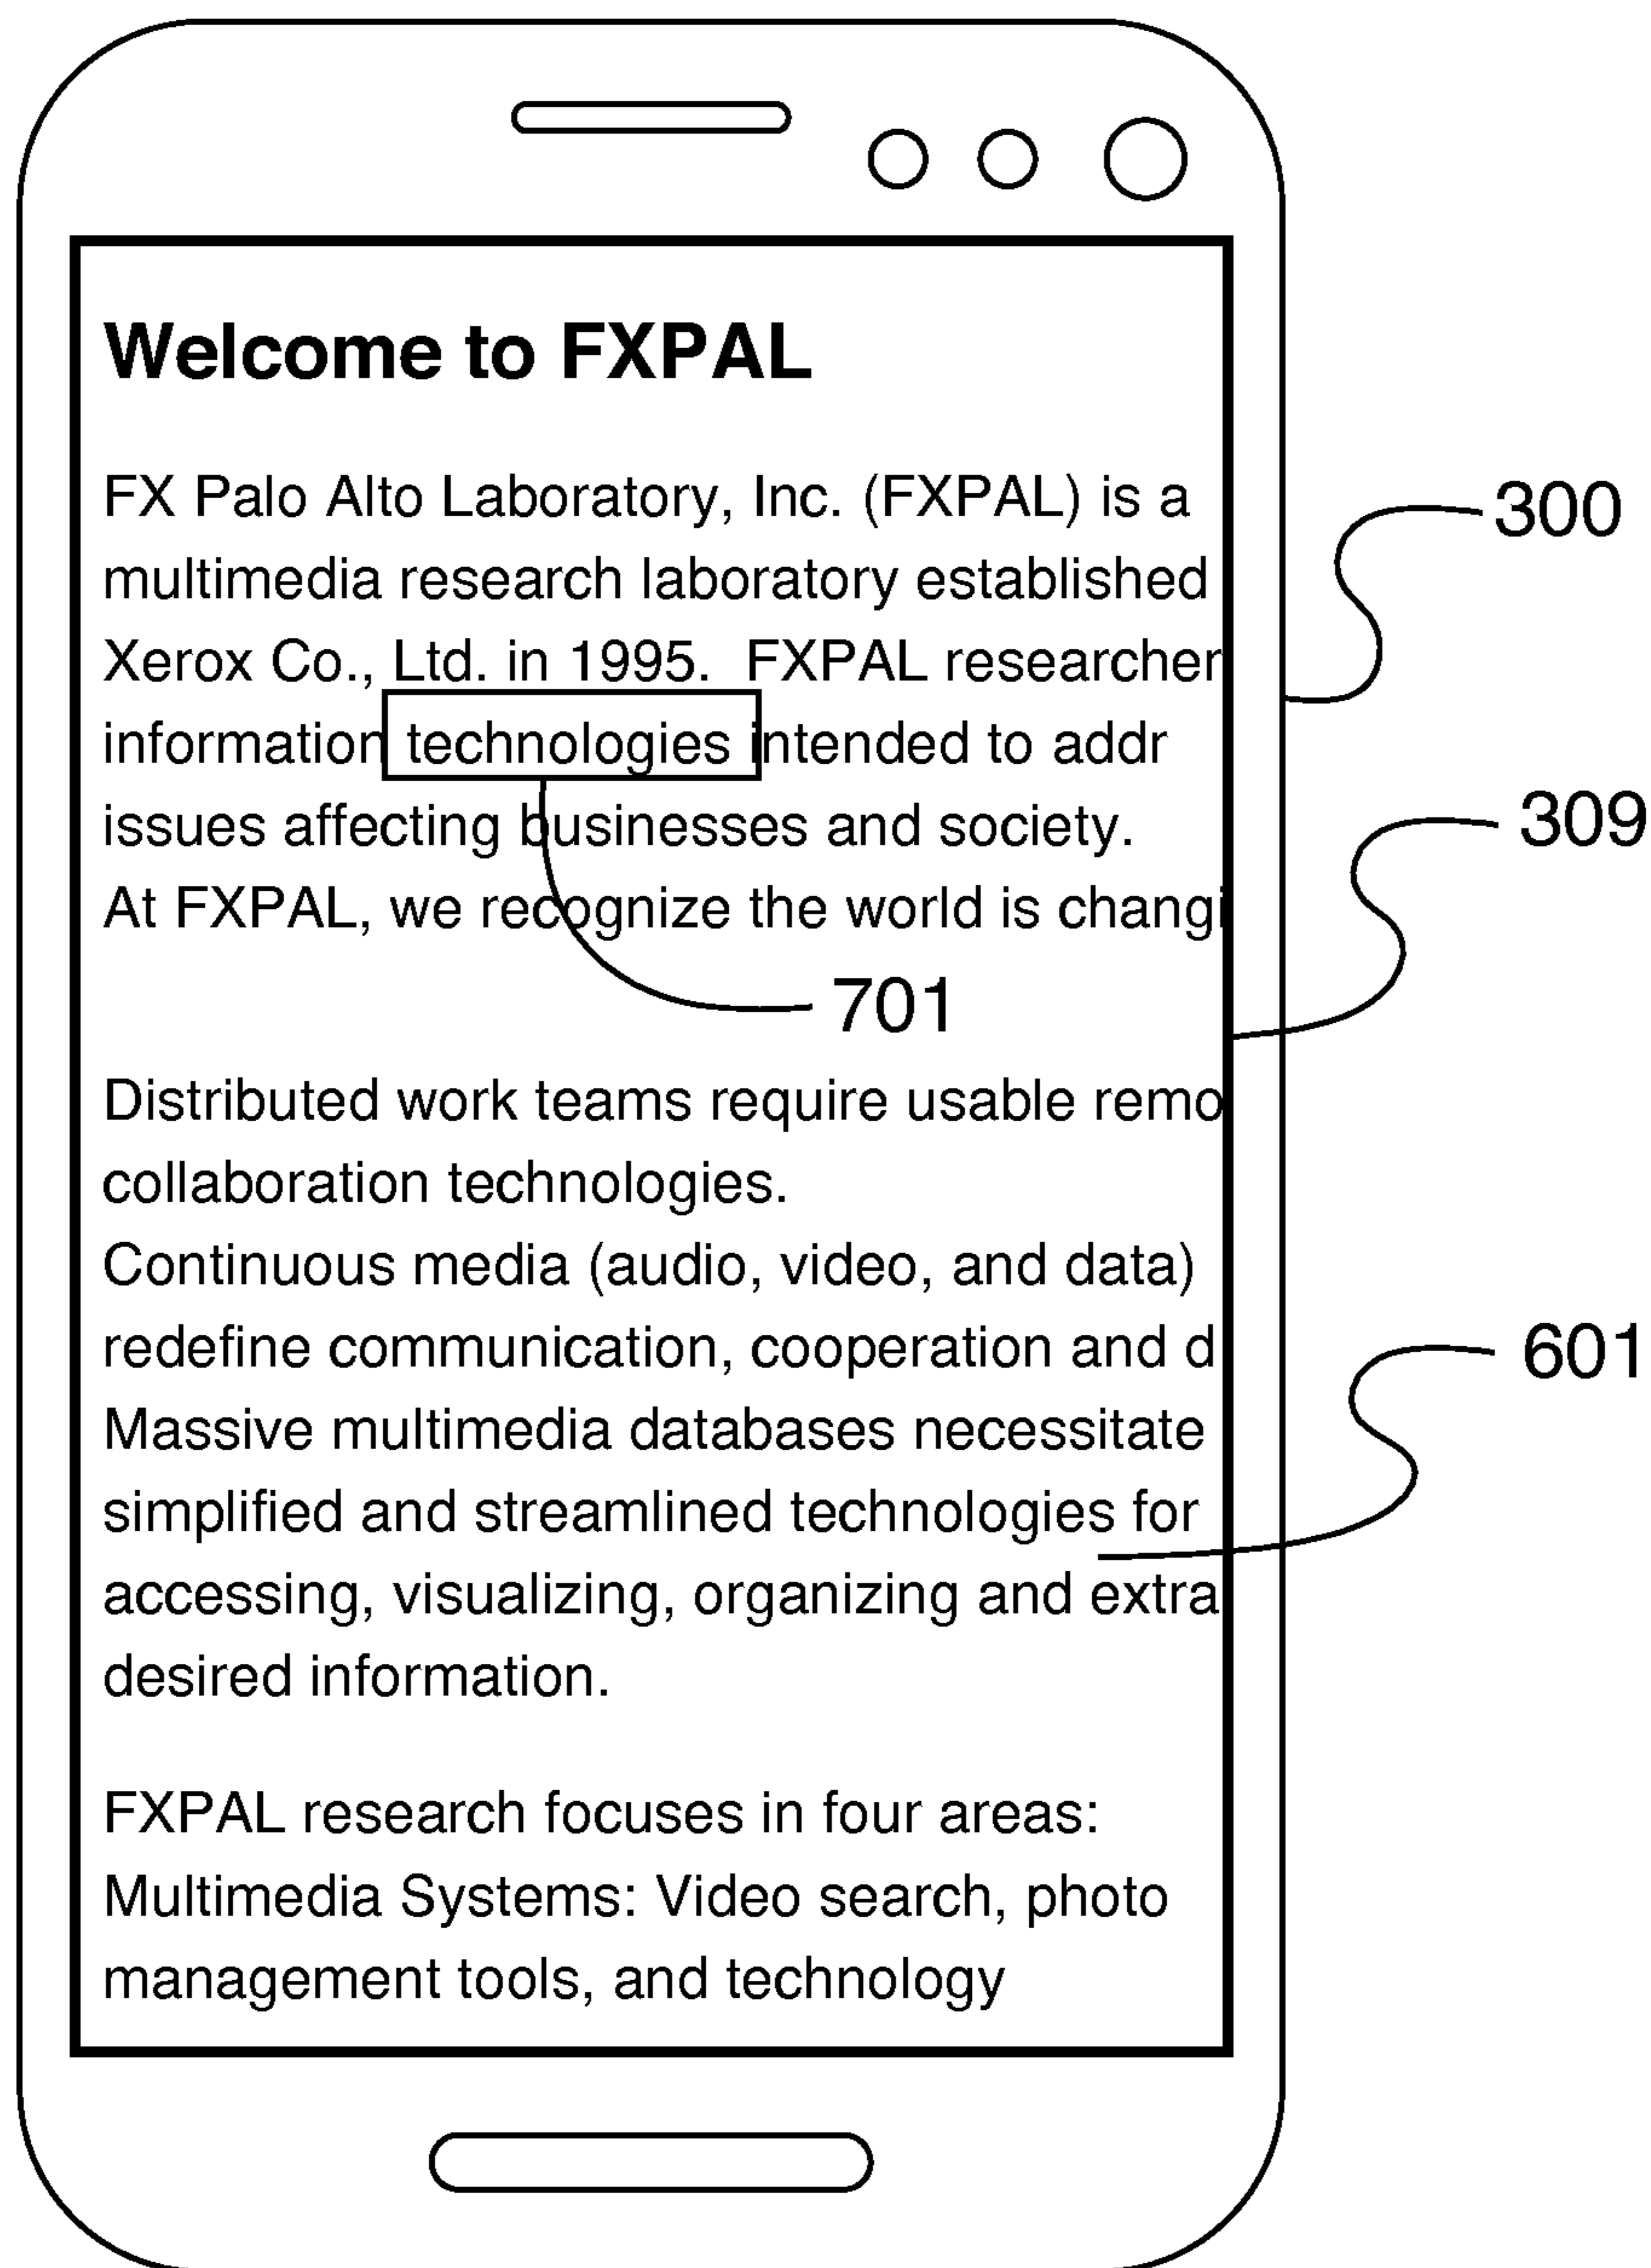 Welcome to FXPAL
FX Palo Alto Laboratory, Inc. (FXPAL) is a
multimedia research laboratory established
Xerox Co., Ltd. in 1995.  FXPAL researcher
information technologies intended to addr
issues affecting businesses and society.
At FXPAL, we recognize the world is changi
Distributed work teams require usable remo
collaboration technologies.
Continuous media (audio, video, and data)
redefine communication, cooperation and d
Massive multimedia databases necessitate
simplified and streamlined technologies for
accessing, visualizing, organizing and extra
desired information.
FXPAL research focuses in four areas:
Multimedia Systems: Video search, photo
management tools, and technology
300
309
701
601